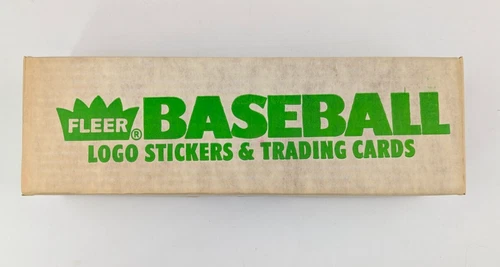 FLEER® BASEBALL
LOGO STICKERS & TRADING CARDS